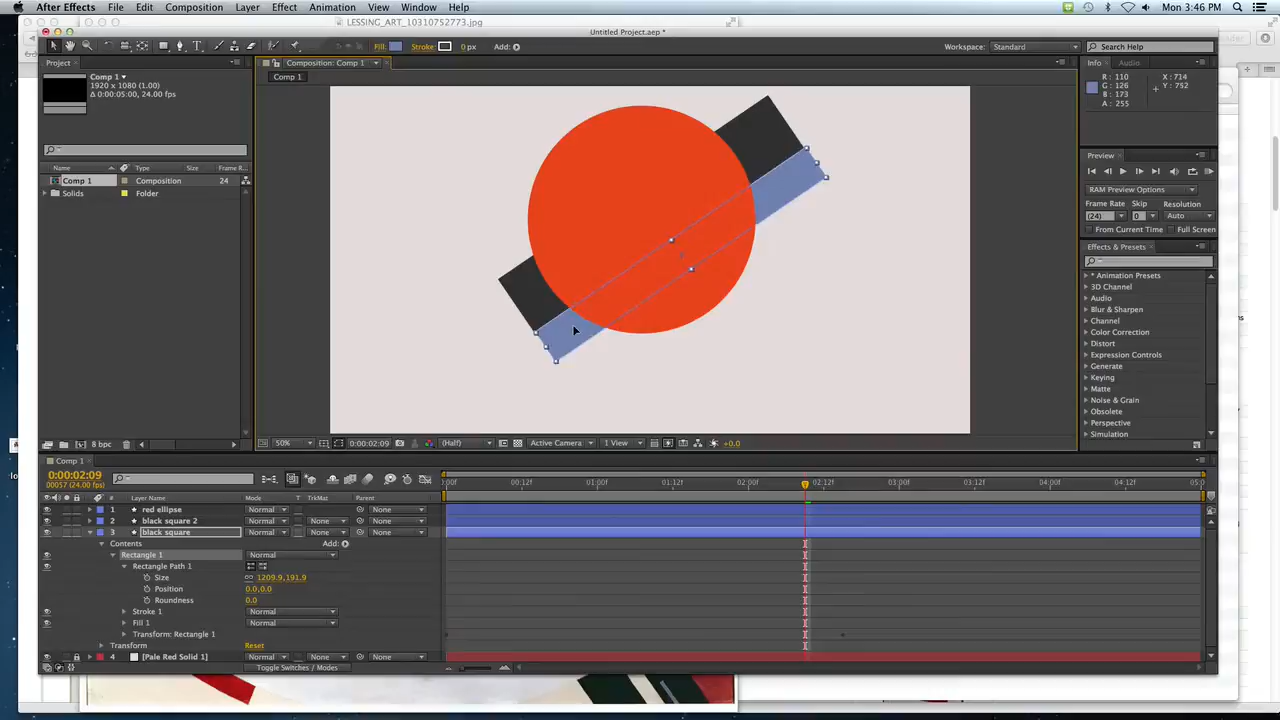 After Effects File Edit Composition Layer Effect Animation View Window Help
Mon 3:46 PM
LESSING_ART_10310752773.jpg
Untitled Project.aep *
Fill: Stroke: 0 px Add:
Workspace: Standard
Search Help
Project
Composition: Comp 1
Info Audio
Comp 1
Comp 1
1920 x 1080 (1.00)
Δ 0:00:05:00, 24.00 fps
R : 110
G : 126
B : 173
A : 255
X : 714
Y : 752
Name Type Size Frame R...
Comp 1 Composition 24
Solids Folder
Preview
RAM Preview Options
Frame Rate Skip Resolution
(24) 0 Auto
From Current Time Full Screen
Effects & Presets
* Animation Presets
3D Channel
Audio
Blur & Sharpen
Channel
Color Correction
Distort
Expression Controls
Generate
Keying
Matte
Noise & Grain
Obsolete
Perspective
Simulation
8 bpc
50% 0:00:02:09 (Half) Active Camera 1 View +0.0
Comp 1
0:00:02:09
00057 (24.00 fps)
:00f 00:12f 01:00f 01:12f 02:00f 02:12f 03:00f 03:12f 04:00f 04:12f 05:0
# Layer Name Mode T TrkMat Parent
1 red ellipse Normal None
2 black square 2 Normal None None
3 black square Normal None None
Contents Add:
Rectangle 1 Normal
Rectangle Path 1
Size 1209.9,191.9
Position 0.0,0.0
Roundness 0.0
Stroke 1 Normal
Fill 1 Normal
Transform: Rectangle 1
Transform Reset
4 [Pale Red Solid 1] Normal None None
Toggle Switches / Modes